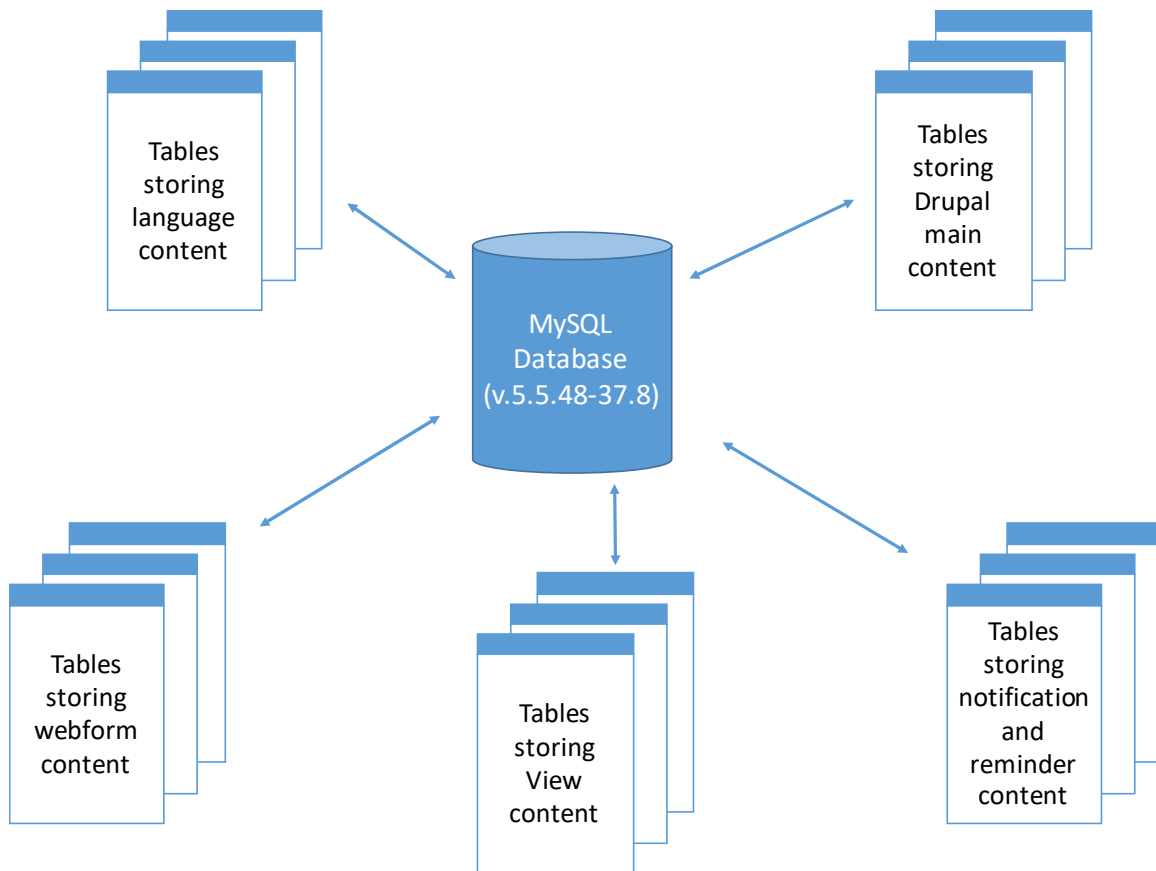 Tables
storing
language
content
Tables
storing
Drupal
main
content
MySQL
Database
(v.5.5.48-37.8)
Tables
storing
webform
content
Tables
storing
View
content
Tables
storing
notification
and
reminder
content